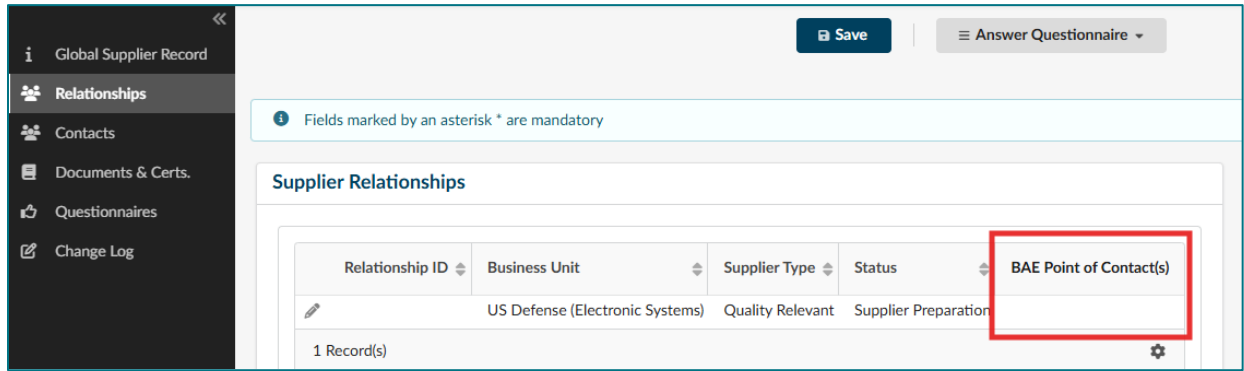 Global Supplier Record
Relationships
Contacts
Documents & Certs.
Questionnaires
Change Log
Save
Answer Questionnaire
Fields marked by an asterisk * are mandatory
Supplier Relationships
Relationship ID Business Unit Supplier Type Status BAE Point of Contact(s)
US Defense (Electronic Systems) Quality Relevant Supplier Preparation
1 Record(s)